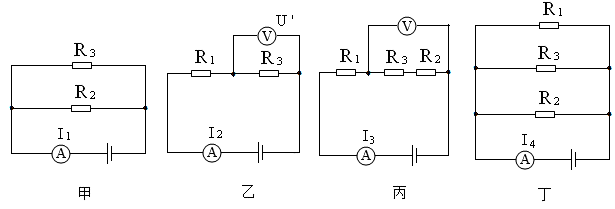 R3
R2
I1
A
甲
U'
V
R1 R3
I2
A
乙
V
R1 R3 R2
I3
A
丙
R1
R3
R2
I4
A
丁